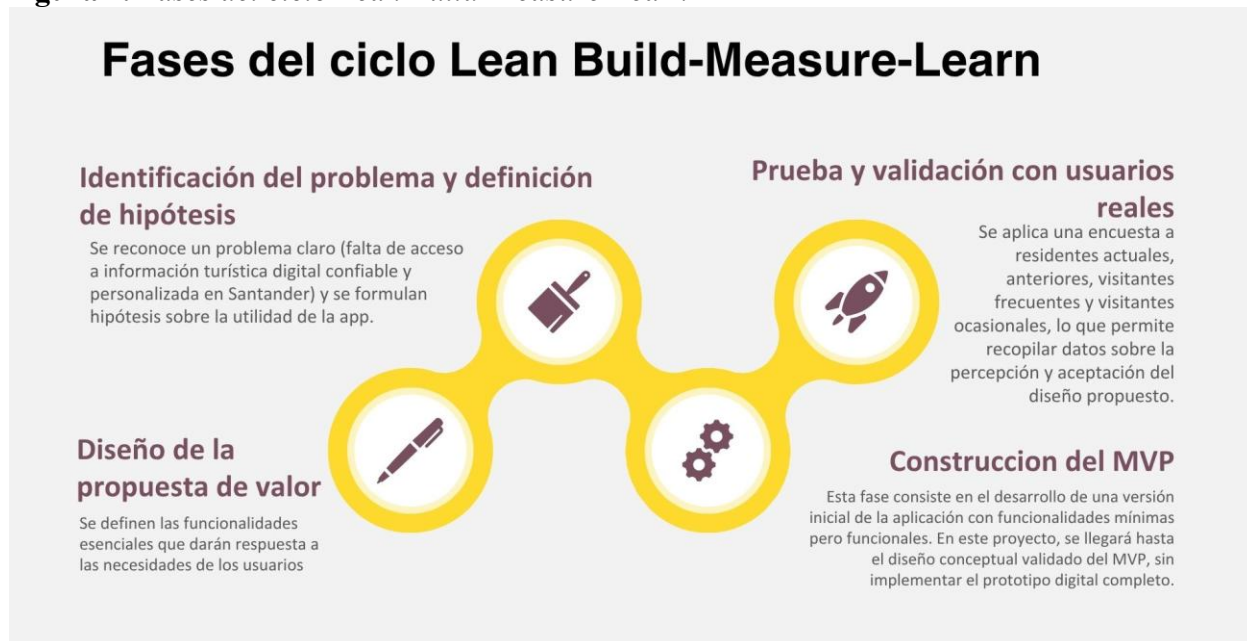 Fases del ciclo Lean Build-Measure-Learn
Identificación del problema y definición
de hipótesis
Se reconoce un problema claro (falta de acceso
a información turística digital confiable y
personalizada en Santander) y se formulan
hipótesis sobre la utilidad de la app.
Diseño de la
propuesta de valor
Se definen las funcionalidades
esenciales que darán respuesta a
las necesidades de los usuarios
Prueba y validación con usuarios
reales
Se aplica una encuesta a
residentes actuales,
anteriores, visitantes
frecuentes y visitantes
ocasionales, lo que permite
recopilar datos sobre la
percepción y aceptación del
diseño propuesto.
Construccion del MVP
Esta fase consiste en el desarrollo de una versión
inicial de la aplicación con funcionalidades mínimas
pero funcionales. En este proyecto, se llegará hasta
el diseño conceptual validado del MVP, sin
implementar el prototipo digital completo.